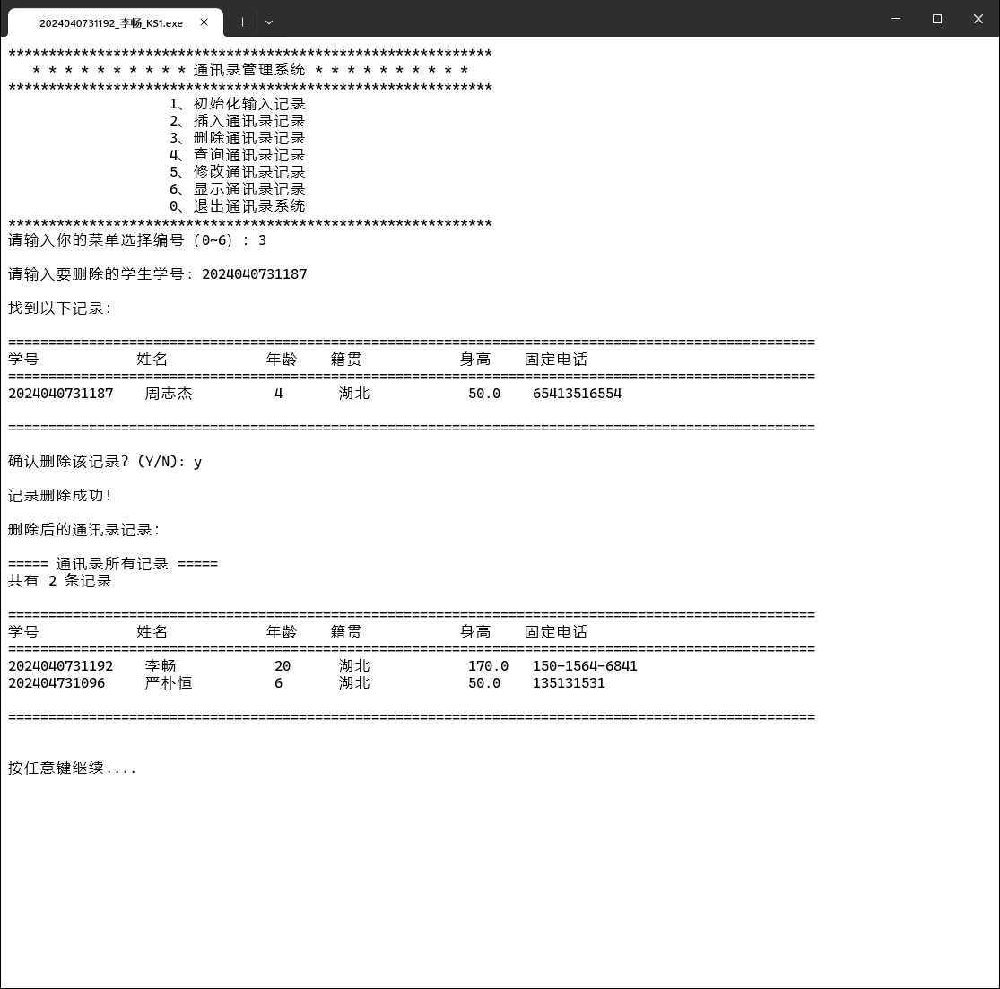 2024040731192_李畅_KS1.exe
************************************************************
* * * * * * * * * * 通讯录管理系统 * * * * * * * * * *
************************************************************
1、初始化输入记录
2、插入通讯录记录
3、删除通讯录记录
4、查询通讯录记录
5、修改通讯录记录
6、显示通讯录记录
0、退出通讯录系统
************************************************************
请输入你的菜单选择编号（0~6）：3
请输入要删除的学生学号：2024040731187
找到以下记录：
====================================================================================================
学号 姓名 年龄 籍贯 身高 固定电话
====================================================================================================
2024040731187 周志杰 4 湖北 50.0 65413516554
====================================================================================================
确认删除该记录？(Y/N)：y
记录删除成功！
删除后的通讯录记录：
===== 通讯录所有记录 =====
共有 2 条记录
====================================================================================================
学号 姓名 年龄 籍贯 身高 固定电话
====================================================================================================
2024040731192 李畅 20 湖北 170.0 150-1564-6841
202404731096 严朴恒 6 湖北 50.0 135131531
====================================================================================================
按任意键继续....